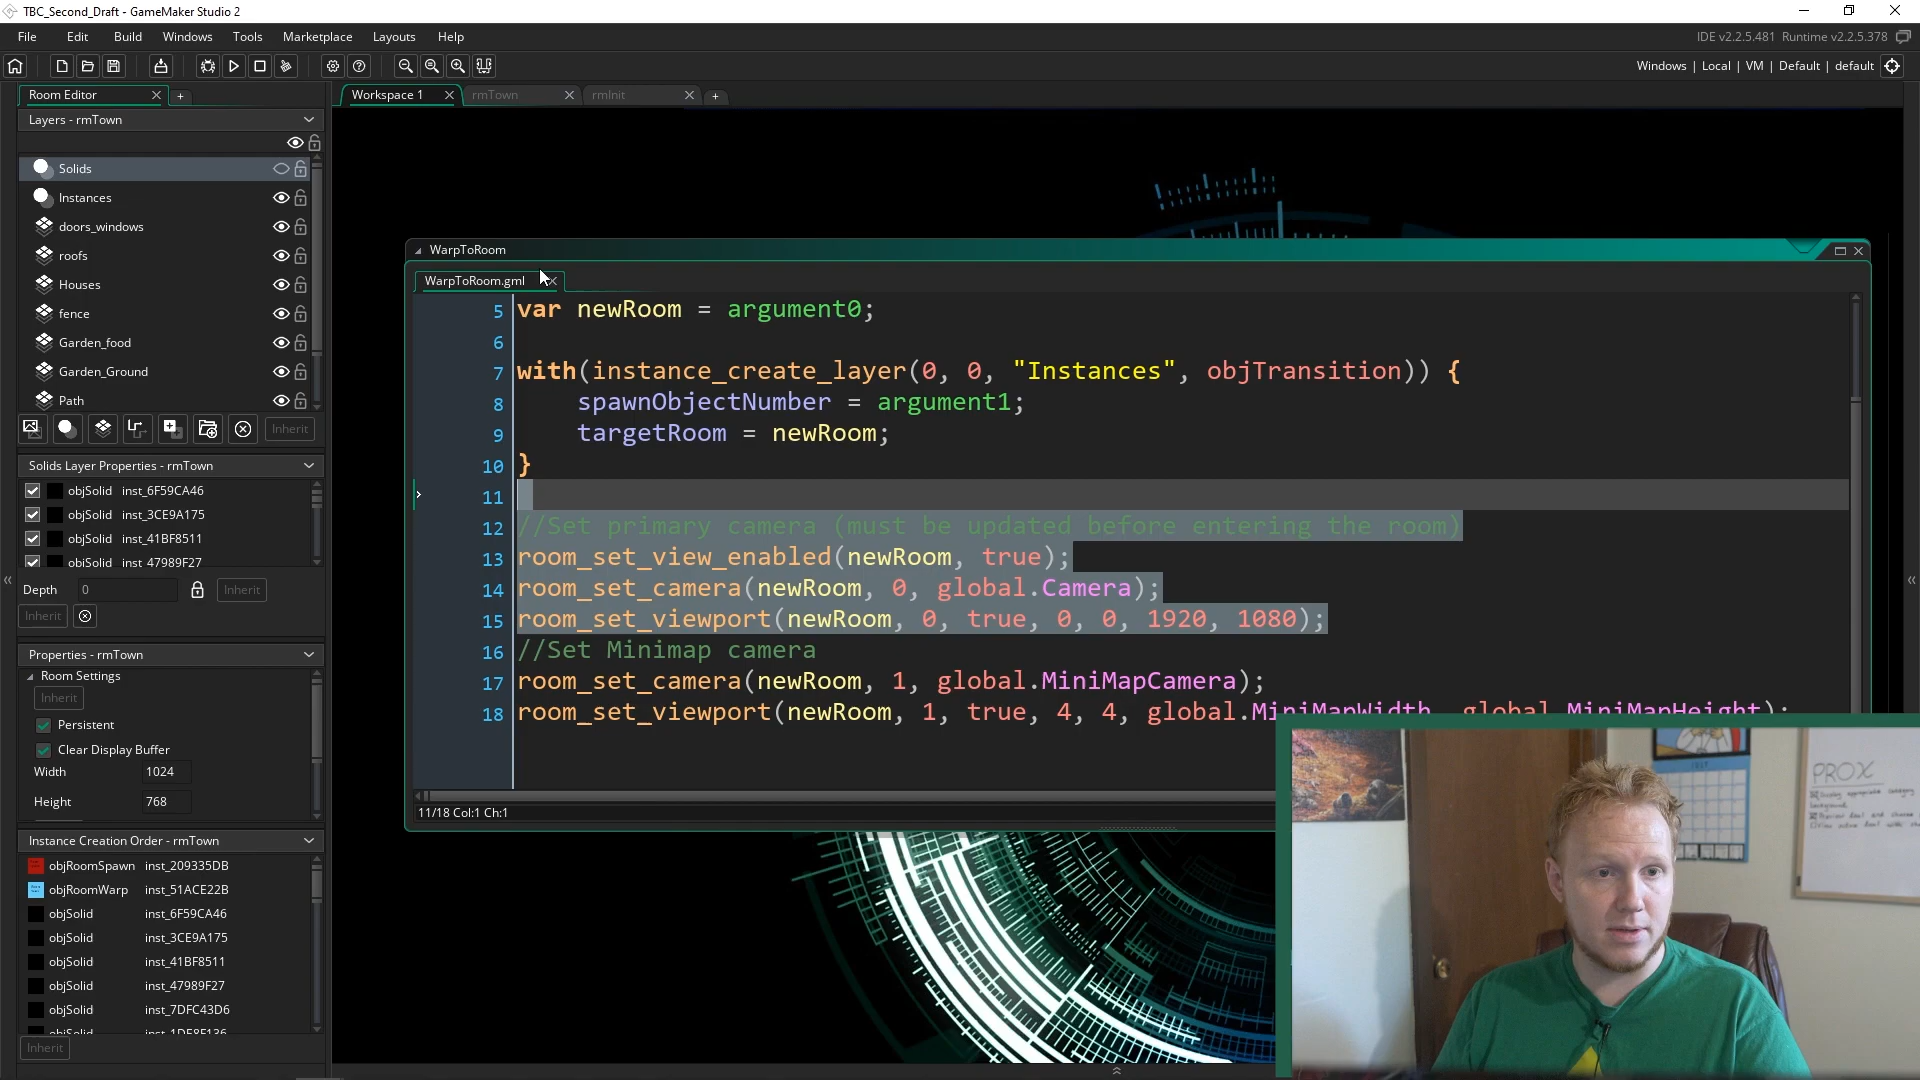 TBC_Second_Draft - GameMaker Studio 2
File Edit Build Windows Tools Marketplace Layouts Help
IDE v2.2.5.481 Runtime v2.2.5.378
Windows | Local | VM | Default | default
Room Editor
Workspace 1
rmTown
rmInit
Layers - rmTown
Solids
Instances
doors_windows
roofs
Houses
fence
Garden_food
Garden_Ground
Path
Inherit
Solids Layer Properties - rmTown
objSolid inst_6F59CA46
objSolid inst_3CE9A175
objSolid inst_41BF8511
objSolid inst_47989F27
Depth 0 Inherit
Inherit
Properties - rmTown
Room Settings
Inherit
Persistent
Clear Display Buffer
Width 1024
Height 768
Instance Creation Order - rmTown
objRoomSpawn inst_209335DB
objRoomWarp inst_51ACE22B
objSolid inst_6F59CA46
objSolid inst_3CE9A175
objSolid inst_41BF8511
objSolid inst_47989F27
objSolid inst_7DFC43D6
objSolid inst_1DE8F136
Inherit
WarpToRoom
WarpToRoom.gml
5 var newRoom = argument0;
6
7 with(instance_create_layer(0, 0, "Instances", objTransition)) {
8 spawnObjectNumber = argument1;
9 targetRoom = newRoom;
10 }
11
12 //Set primary camera (must be updated before entering the room)
13 room_set_view_enabled(newRoom, true);
14 room_set_camera(newRoom, 0, global.Camera);
15 room_set_viewport(newRoom, 0, true, 0, 0, 1920, 1080);
16 //Set Minimap camera
17 room_set_camera(newRoom, 1, global.MiniMapCamera);
18 room_set_viewport(newRoom, 1, true, 4, 4, global.MiniMapWidth, global.MiniMapHeight);
11/18 Col:1 Ch:1
JULY
PROX